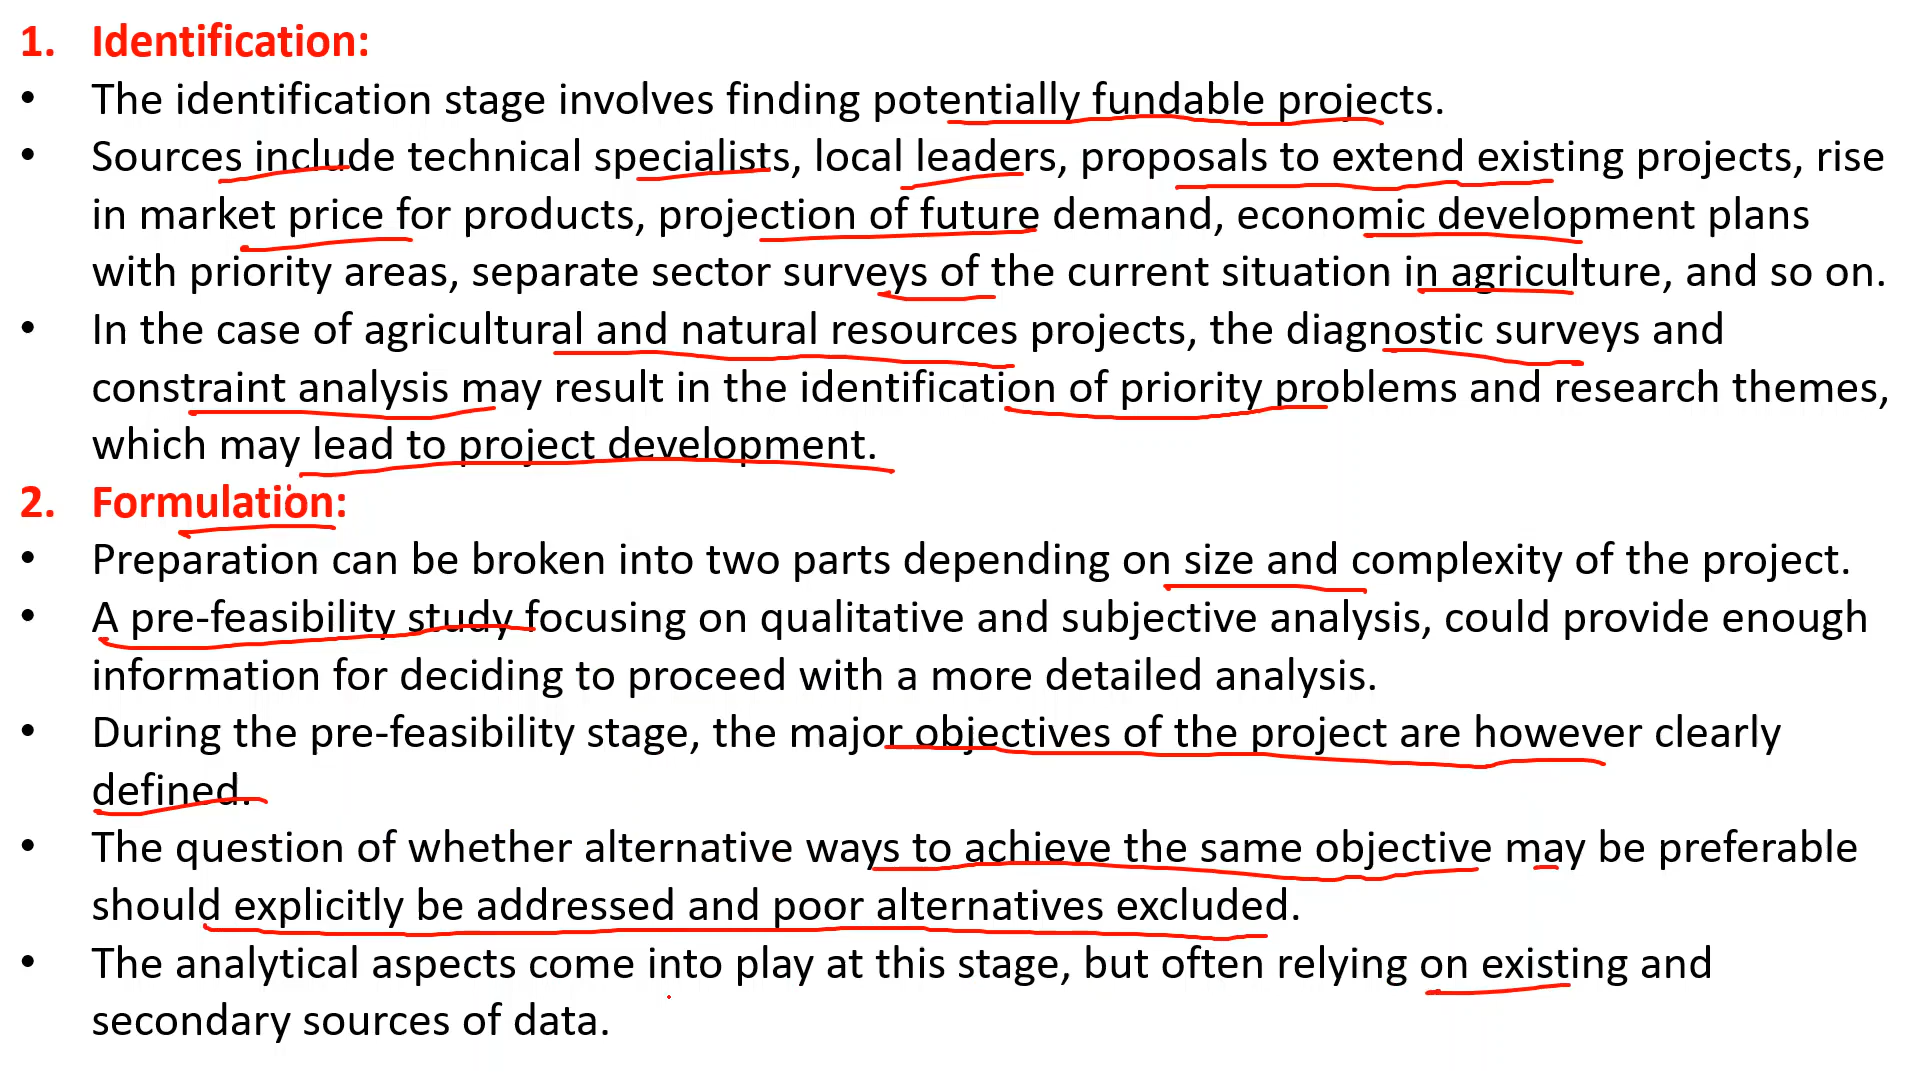 1. Identification:
• The identification stage involves finding potentially fundable projects.
• Sources include technical specialists, local leaders, proposals to extend existing projects, rise
in market price for products, projection of future demand, economic development plans
with priority areas, separate sector surveys of the current situation in agriculture, and so on.
• In the case of agricultural and natural resources projects, the diagnostic surveys and
constraint analysis may result in the identification of priority problems and research themes,
which may lead to project development.
2. Formulation:
• Preparation can be broken into two parts depending on size and complexity of the project.
• A pre-feasibility study focusing on qualitative and subjective analysis, could provide enough
information for deciding to proceed with a more detailed analysis.
• During the pre-feasibility stage, the major objectives of the project are however clearly
defined.
• The question of whether alternative ways to achieve the same objective may be preferable
should explicitly be addressed and poor alternatives excluded.
• The analytical aspects come into play at this stage, but often relying on existing and
secondary sources of data.